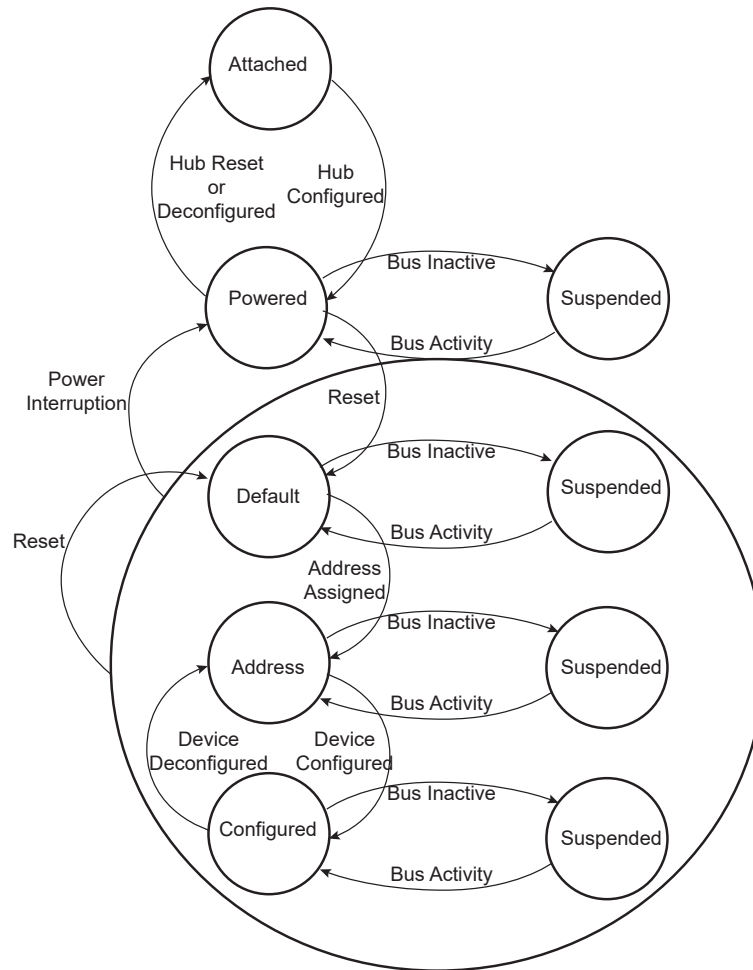 Attached
Hub Reset
or
Deconfigured
Hub
Configured
Powered
Bus Inactive
Suspended
Bus Activity
Power
Interruption
Reset
Default
Bus Inactive
Suspended
Bus Activity
Reset
Address
Assigned
Address
Bus Inactive
Suspended
Bus Activity
Device
Deconfigured
Device
Configured
Configured
Bus Inactive
Suspended
Bus Activity